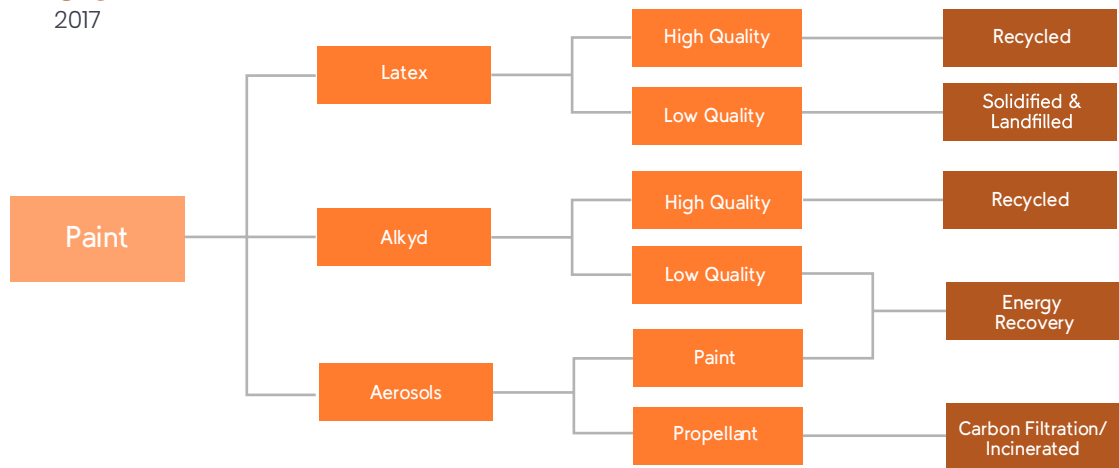 2017
Paint
Latex
Alkyd
Aerosols
High Quality
Low Quality
High Quality
Low Quality
Paint
Propellant
Recycled
Solidified &
Landfilled
Recycled
Energy
Recovery
Carbon Filtration/
Incinerated